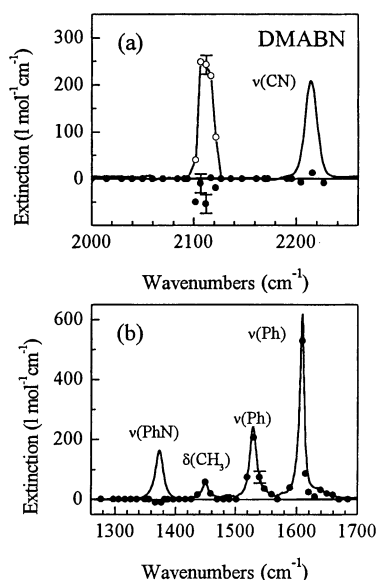 300
(a)
DMABN
200
ν(CN)
100
0
Extinction (l mol⁻¹cm⁻¹)
2000
2100
2200
Wavenumbers (cm⁻¹)
600
(b)
ν(Ph)
400
ν(PhN)
ν(Ph)
δ(CH₃)
200
0
Extinction (l mol⁻¹cm⁻¹)
1300
1400
1500
1600
1700
Wavenumbers (cm⁻¹)